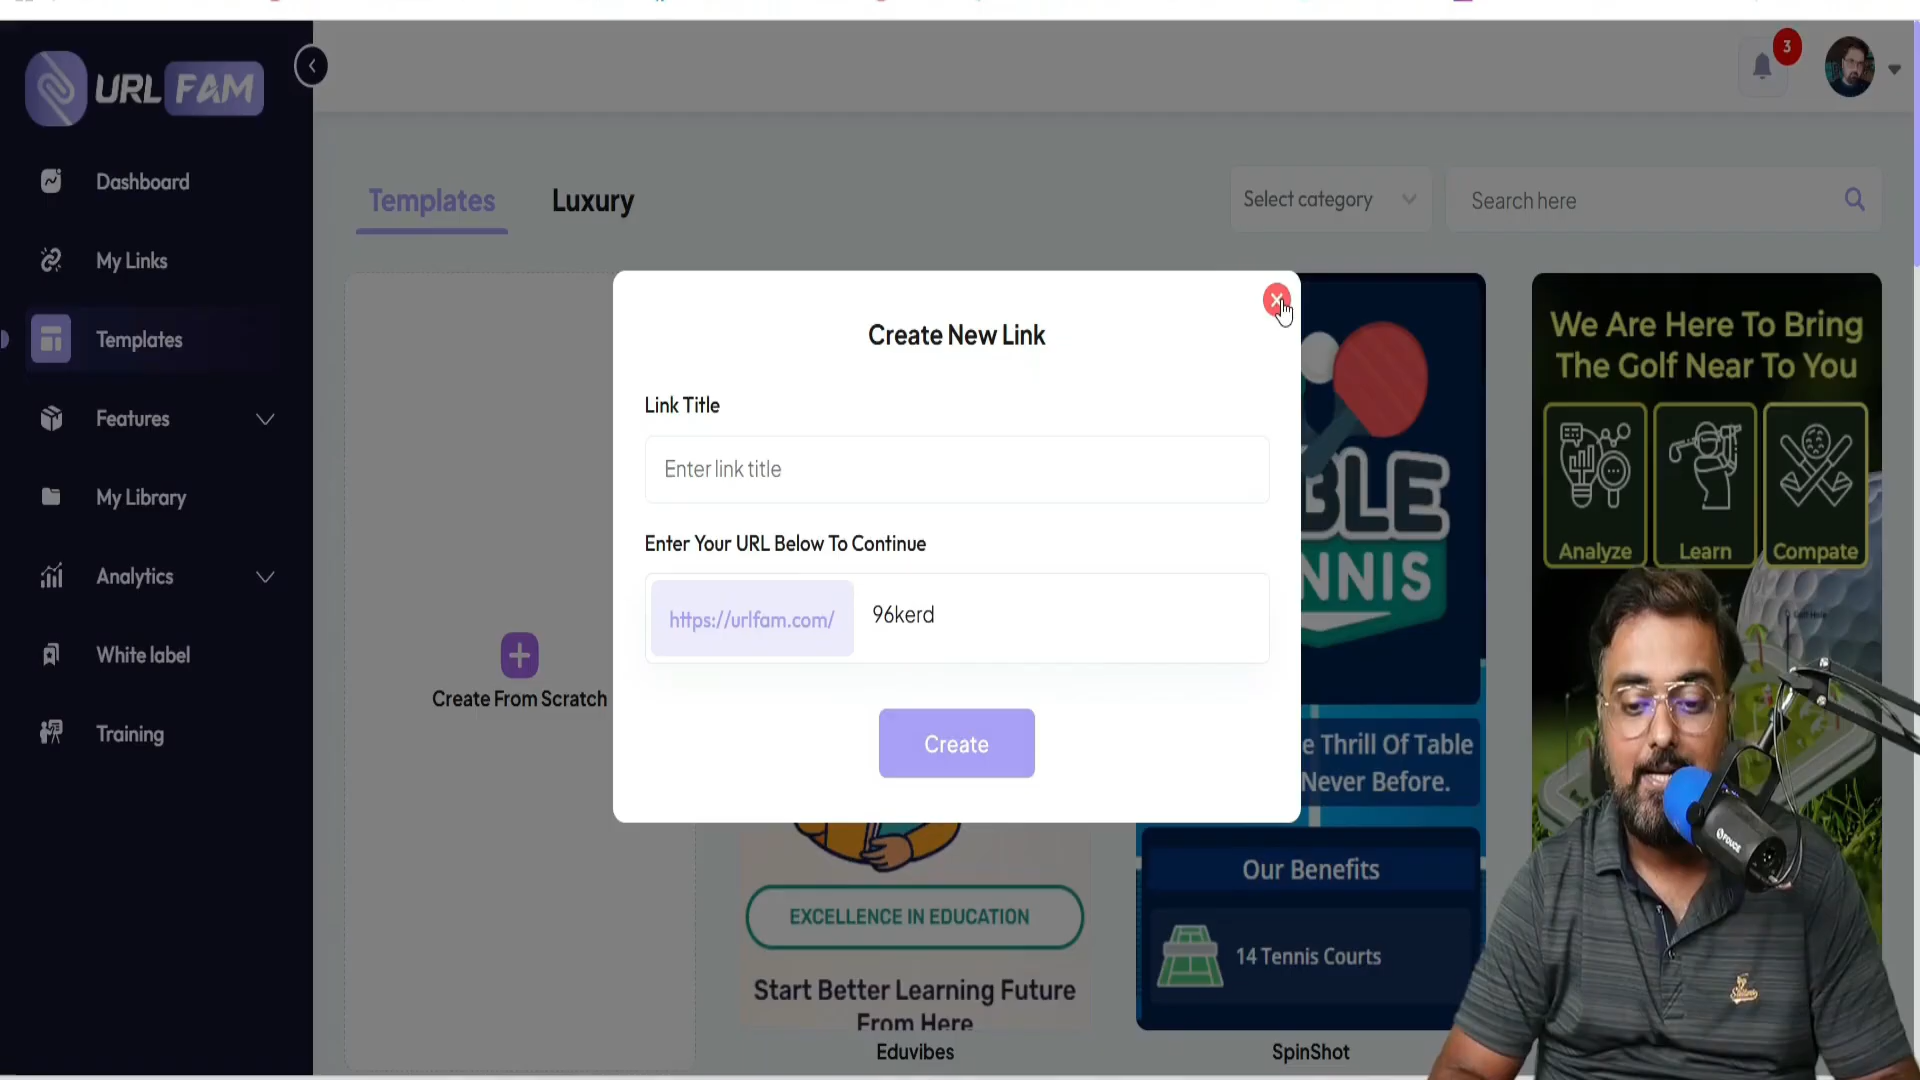 URL FAM
3
Dashboard
My Links
Templates
Features
My Library
Analytics
White label
Training
Templates
Luxury
Select category
Search here
Create From Scratch
Create New Link
Link Title
Enter link title
Enter Your URL Below To Continue
https://urlfam.com/
96kerd
Create
EXCELLENCE IN EDUCATION
Start Better Learning Future
From Here
Eduvibes
e Thrill Of Table
Never Before.
Our Benefits
14 Tennis Courts
SpinShot
We Are Here To Bring
The Golf Near To You
Analyze
Learn
Compate